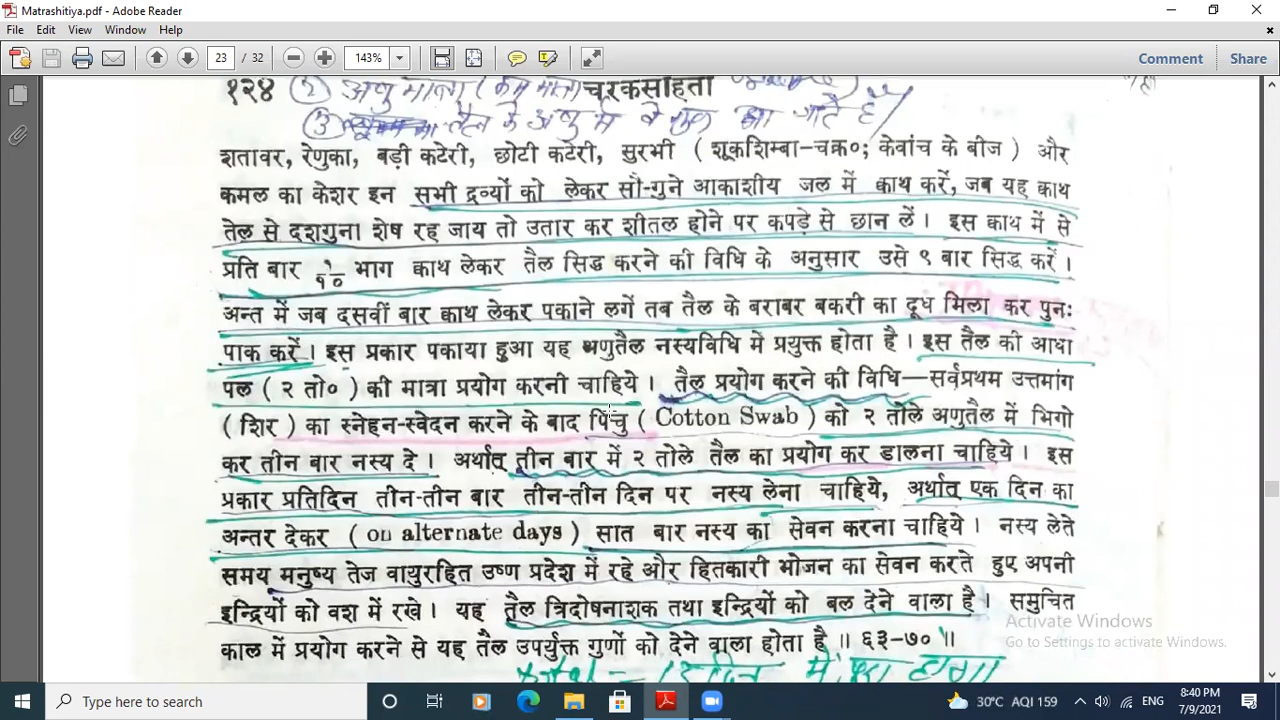 Matrashitiya.pdf - Adobe Reader
File Edit View Window Help
23 / 32 143% Comment Share
१२४ (2) अणु मात्रा ( कम मात्रा चरकसंहिता
(3) तैल के अणु में वे गुण आ जाते है
शतावर, रेणुका, बड़ी कटेरी, छोटी कटेरी, सुरभी ( शूकशिम्बा-चक्र०; केवांच के बीज ) और
कमल का केशर इन सभी द्रव्यों को लेकर सौ-गुने आकाशीय जल में क्वाथ करें, जब यह क्वाथ
तेल से दशगुना शेष रह जाय तो उतार कर शीतल होने पर कपड़े से छान लें । इस क्वाथ में से
प्रति बार १/१० भाग क्वाथ लेकर तैल सिद्ध करने की विधि के अनुसार उसे ९ बार सिद्ध करें ।
अन्त में जब दसवीं बार क्वाथ लेकर पकाने लगें तब तैल के बराबर बकरी का दूध मिला कर पुनः
पाक करें । इस प्रकार पकाया हुआ यह अणुतैल नस्यविधि मे प्रयुक्त होता है । इस तैल की आधा
पल ( २ तो० ) की मात्रा प्रयोग करनी चाहिये । तैल प्रयोग करने की विधि—सर्वप्रथम उत्तमांग
( शिर ) का स्नेहन-स्वेदन करने के बाद पिचु ( Cotton Swab ) को २ तोले अणुतैल में भिगो
कर तीन बार नस्य दे । अर्थात् तीन बार में २ तोले तैल का प्रयोग कर डालना चाहिये । इस
प्रकार प्रतिदिन तीन-तीन बार तीन-तीन दिन पर नस्य लेना चाहिये, अर्थात् एक दिन का
अन्तर देकर ( on alternate days ) सात बार नस्य का सेवन करना चाहिये । नस्य लेते
समय मनुष्य तेज वायुरहित उष्ण प्रदेश में रहे और हितकारी भोजन का सेवन करते हुए अपनी
इन्द्रियों को वश में रखे । यह तैल त्रिदोषनाशक तथा इन्द्रियों को बल देने वाला है । समुचित
काल में प्रयोग करने से यह तैल उपर्युक्त गुणों को देने वाला होता है ॥ ६३-७० ॥
Activate Windows
Go to Settings to activate Windows.
Total = दिन में पूरा होगा
Type here to search 30°C AQI 159 ENG 8:40 PM
7/9/2021